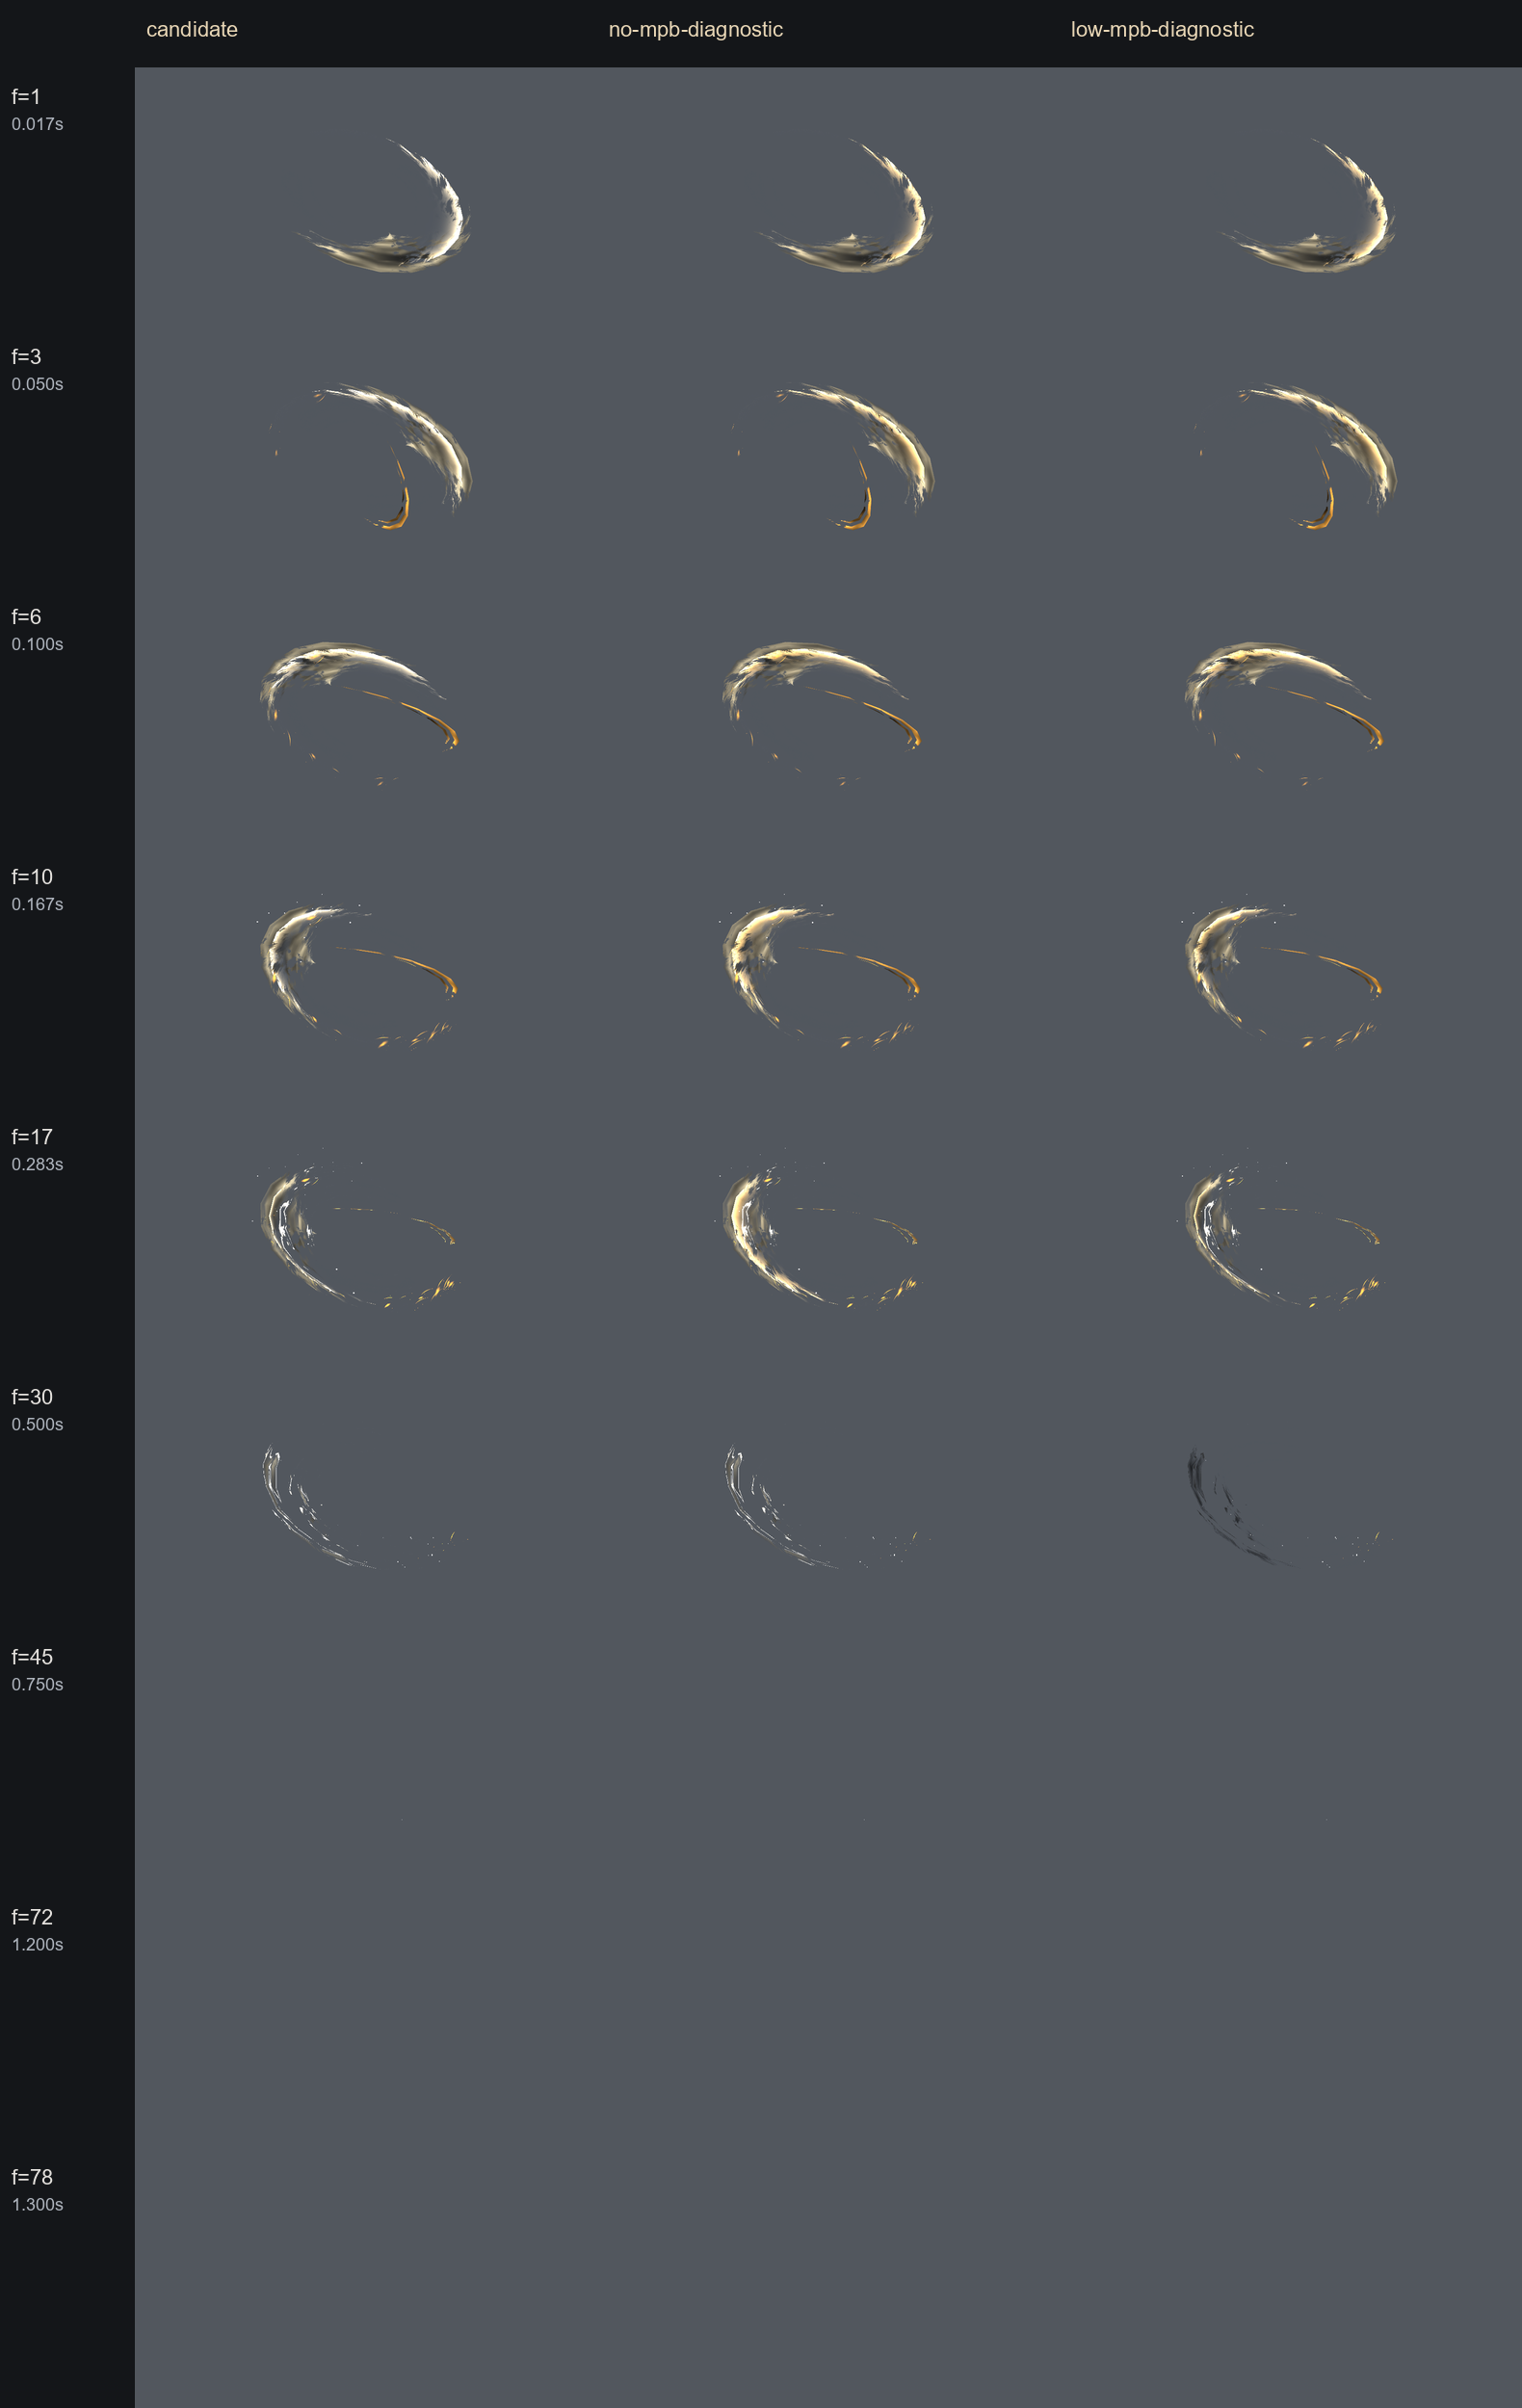 candidate no-mpb-diagnostic low-mpb-diagnostic
f=1
0.017s
f=3
0.050s
f=6
0.100s
f=10
0.167s
f=17
0.283s
f=30
0.500s
f=45
0.750s
f=72
1.200s
f=78
1.300s